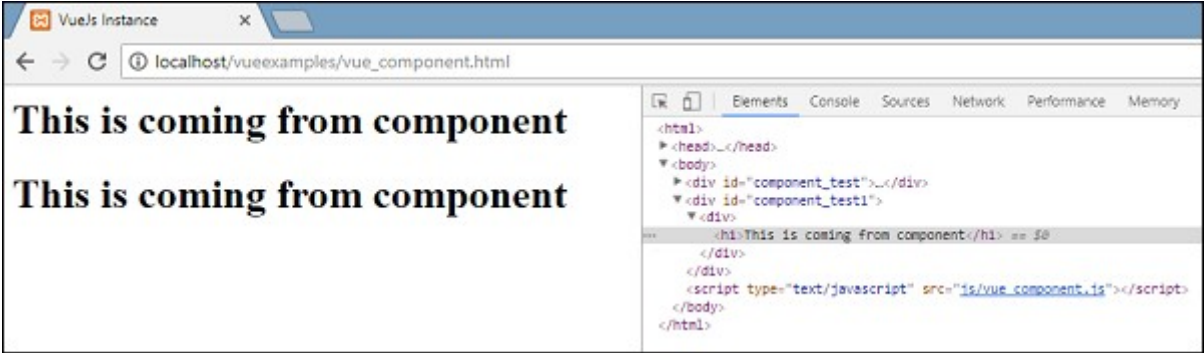 VueJs Instance
localhost/vueexamples/vue_component.html
This is coming from component
This is coming from component
Elements Console Sources Network Performance Memory
<html>
<head>…</head>
<body>
<div id="component_test">…</div>
<div id="component_test1">
<div>
<h1>This is coming from component</h1> == $0
</div>
</div>
<script type="text/javascript" src="js/vue_component.js"></script>
</body>
</html>